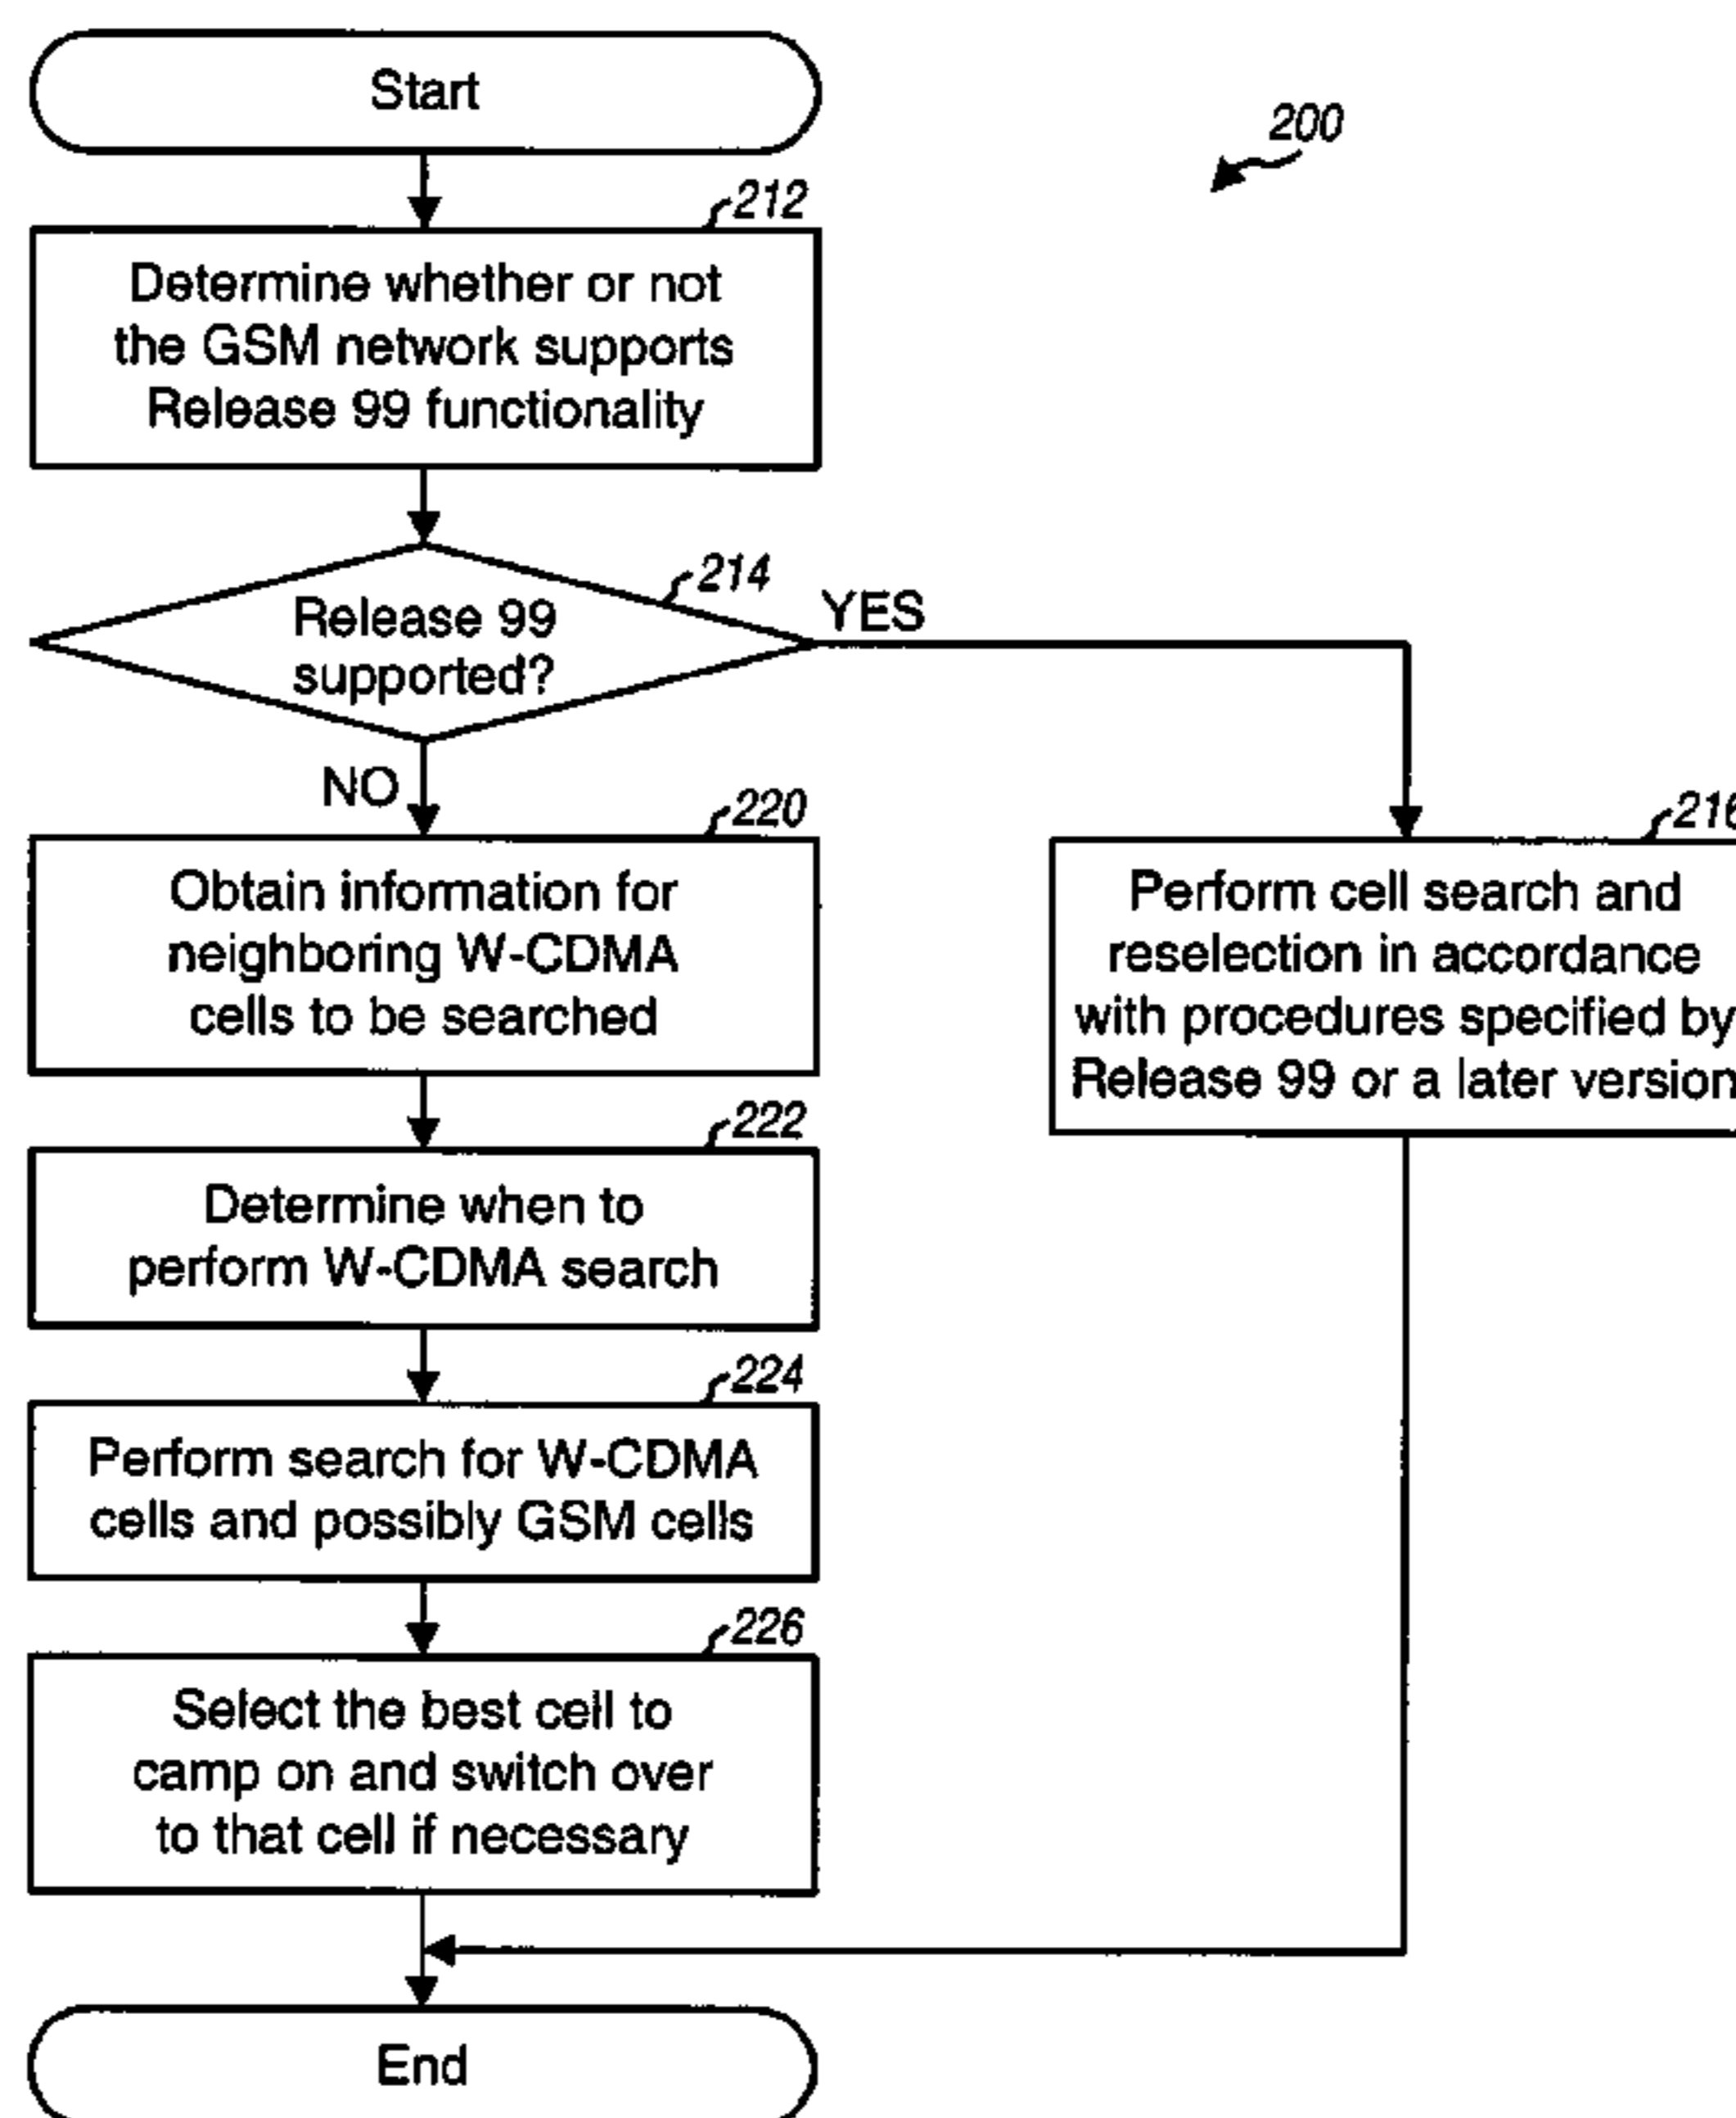 Start
200
212
Determine whether or not
the GSM network supports
Release 99 functionality
214
Release 99
supported?
YES
NO
220
Obtain information for
neighboring W-CDMA
cells to be searched
216
Perform cell search and
reselection in accordance
with procedures specified by
Release 99 or a later version
222
Determine when to
perform W-CDMA search
224
Perform search for W-CDMA
cells and possibly GSM cells
226
Select the best cell to
camp on and switch over
to that cell if necessary
End